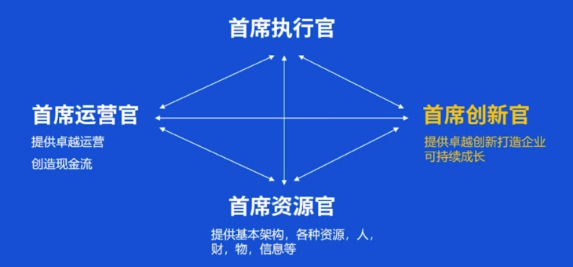 首席执行官
首席运营官
提供卓越运营
创造现金流
首席创新官
提供卓越创新打造企业
可持续成长
首席资源官
提供基本架构，各种资源，人，
财，物，信息等